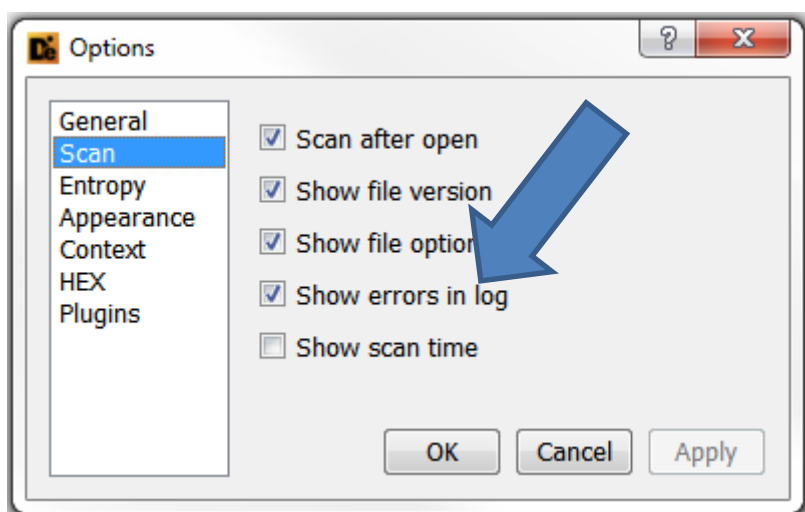 Options
General
Scan
Entropy
Appearance
Context
HEX
Plugins
Scan after open
Show file version
Show file option
Show errors in log
Show scan time
OK
Cancel
Apply